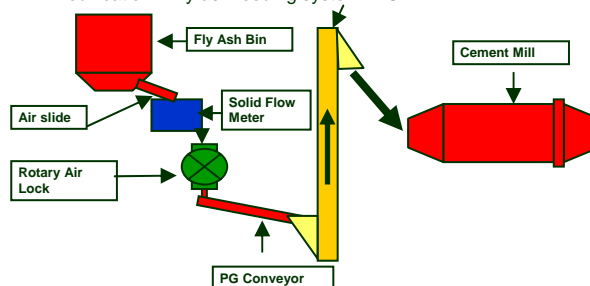 Fly Ash Bin
Cement Mill
Solid Flow
Meter
Air slide
Rotary Air
Lock
PG Conveyor